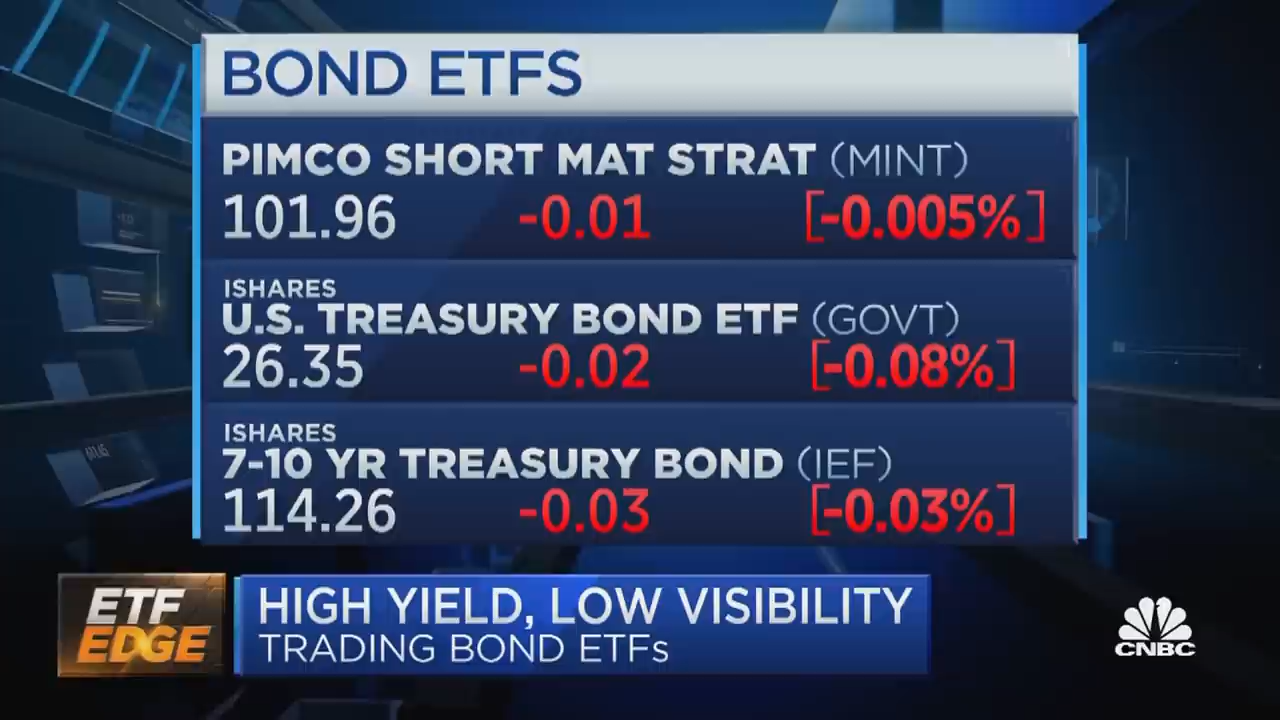 BOND ETFS
PIMCO SHORT MAT STRAT (MINT)
101.96 -0.01 [-0.005%]
ISHARES
U.S. TREASURY BOND ETF (GOVT)
26.35 -0.02 [-0.08%]
ISHARES
7-10 YR TREASURY BOND (IEF)
114.26 -0.03 [-0.03%]
ETF
EDGE
HIGH YIELD, LOW VISIBILITY
TRADING BOND ETFs
CNBC